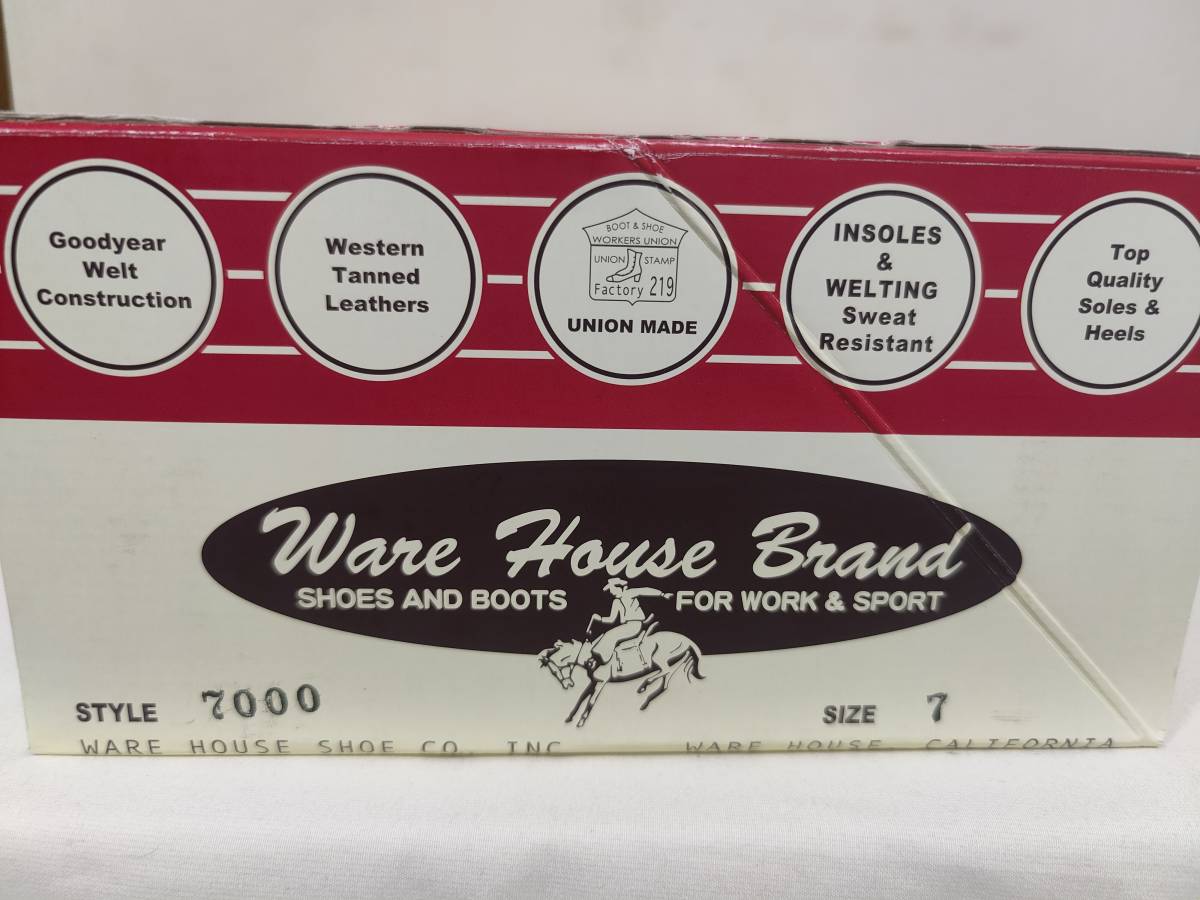 Goodyear
Welt
Construction
Western
Tanned
Leathers
BOOT & SHOE
WORKERS UNION
UNION STAMP
Factory 219
UNION MADE
INSOLES
&
WELTING
Sweat
Resistant
Top
Quality
Soles &
Heels
Ware House Brand
SHOES AND BOOTS FOR WORK & SPORT
STYLE 7000 SIZE 7
WARE HOUSE SHOE CO. INC WARE HOUSE, CALIFORNIA